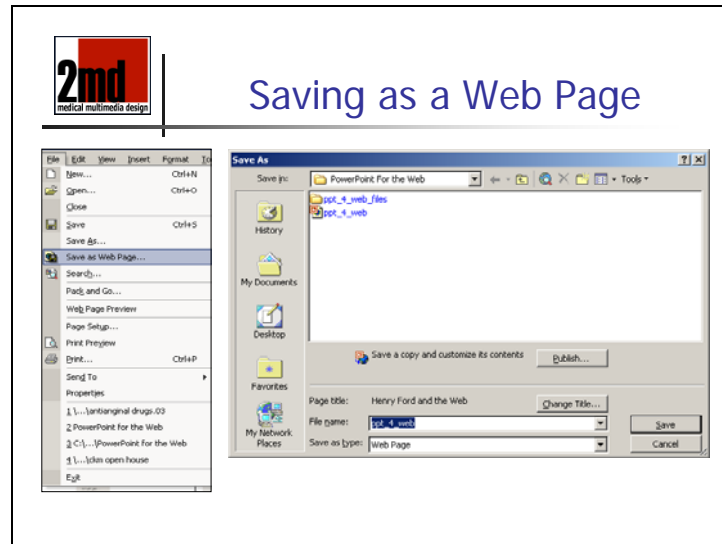 2md
medical multimedia design
Saving as a Web Page
File Edit View Insert Format To
New... Ctrl+N
Open... Ctrl+O
Close
Save Ctrl+S
Save As...
Save as Web Page...
Search...
Pack and Go...
Web Page Preview
Page Setup...
Print Preview
Print... Ctrl+P
Send To
Properties
1 \...\antianginal drugs.03
2 PowerPoint for the Web
3 C:\...\PowerPoint for the Web
4 \...\ckm open house
Exit
Save As
Save in: PowerPoint For the Web Tools
ppt_4_web_files
ppt_4_web
History
My Documents
Desktop
Favorites
My Network Places
Save a copy and customize its contents Publish...
Page title: Henry Ford and the Web Change Title...
File name: ppt_4_web Save
Save as type: Web Page Cancel